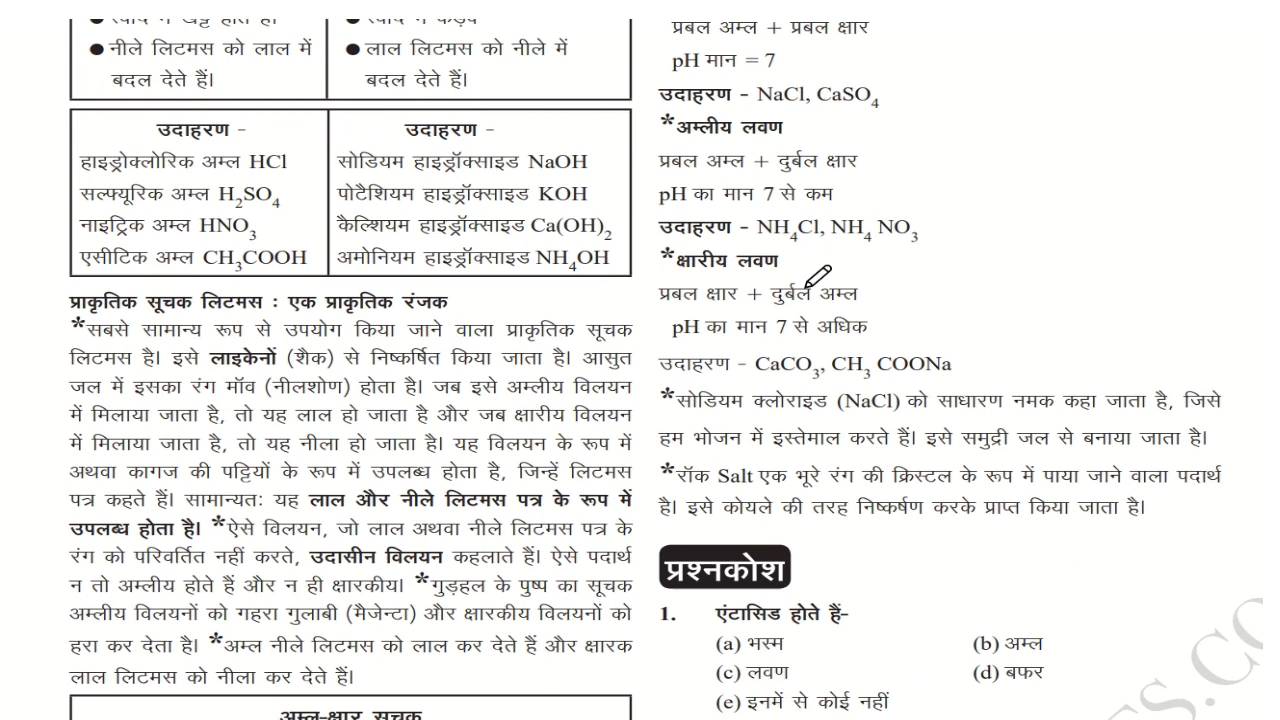 ● स्वाद में खट्टे होते हैं।
● स्वाद में कड़वे
● नीले लिटमस को लाल में
बदल देते हैं।
● लाल लिटमस को नीले में
बदल देते हैं।
उदाहरण -
हाइड्रोक्लोरिक अम्ल HCl
सल्फ्यूरिक अम्ल H2SO4
नाइट्रिक अम्ल HNO3
एसीटिक अम्ल CH3COOH
उदाहरण -
सोडियम हाइड्रॉक्साइड NaOH
पोटैशियम हाइड्रॉक्साइड KOH
कैल्शियम हाइड्रॉक्साइड Ca(OH)2
अमोनियम हाइड्रॉक्साइड NH4OH
प्राकृतिक सूचक लिटमस : एक प्राकृतिक रंजक
*सबसे सामान्य रूप से उपयोग किया जाने वाला प्राकृतिक सूचक
लिटमस है। इसे लाइकेनों (शैक) से निष्कर्षित किया जाता है। आसुत
जल में इसका रंग मॉव (नीलशोण) होता है। जब इसे अम्लीय विलयन
में मिलाया जाता है, तो यह लाल हो जाता है और जब क्षारीय विलयन
में मिलाया जाता है, तो यह नीला हो जाता है। यह विलयन के रूप में
अथवा कागज की पट्टियों के रूप में उपलब्ध होता है, जिन्हें लिटमस
पत्र कहते हैं। सामान्यतः यह लाल और नीले लिटमस पत्र के रूप में
उपलब्ध होता है। *ऐसे विलयन, जो लाल अथवा नीले लिटमस पत्र के
रंग को परिवर्तित नहीं करते, उदासीन विलयन कहलाते हैं। ऐसे पदार्थ
न तो अम्लीय होते हैं और न ही क्षारकीय। *गुड़हल के पुष्प का सूचक
अम्लीय विलयनों को गहरा गुलाबी (मैजेन्टा) और क्षारकीय विलयनों को
हरा कर देता है। *अम्ल नीले लिटमस को लाल कर देते हैं और क्षारक
लाल लिटमस को नीला कर देते हैं।
अम्ल-क्षार सूचक
प्रबल अम्ल + प्रबल क्षार
pH मान = 7
उदाहरण - NaCl, CaSO4
*अम्लीय लवण
प्रबल अम्ल + दुर्बल क्षार
pH का मान 7 से कम
उदाहरण - NH4Cl, NH4 NO3
*क्षारीय लवण
प्रबल क्षार + दुर्बल अम्ल
pH का मान 7 से अधिक
उदाहरण - CaCO3, CH3 COONa
*सोडियम क्लोराइड (NaCl) को साधारण नमक कहा जाता है, जिसे
हम भोजन में इस्तेमाल करते हैं। इसे समुद्री जल से बनाया जाता है।
*रॉक Salt एक भूरे रंग की क्रिस्टल के रूप में पाया जाने वाला पदार्थ
है। इसे कोयले की तरह निष्कर्षण करके प्राप्त किया जाता है।
प्रश्नकोश
1. एंटासिड होते हैं-
(a) भस्म (b) अम्ल
(c) लवण (d) बफर
(e) इनमें से कोई नहीं
S.CO